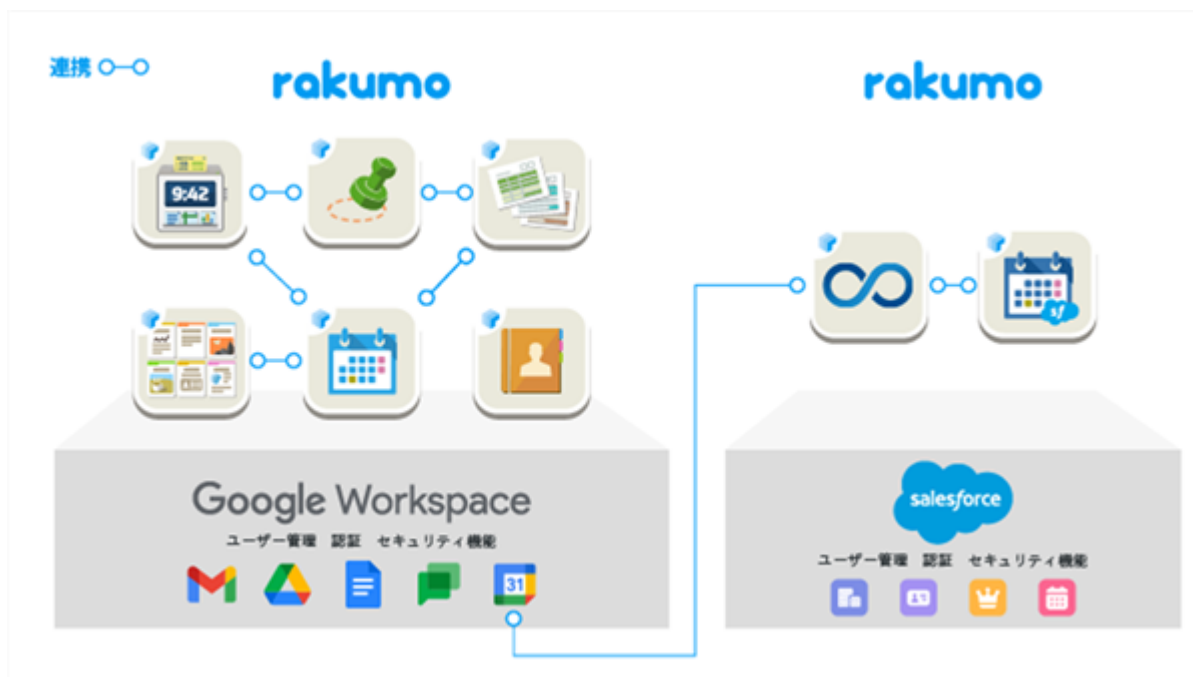 連携
rakumo
rakumo
9:42
Google Workspace
ユーザー管理 認証 セキュリティ機能
31
sf
salesforce
ユーザー管理 認証 セキュリティ機能